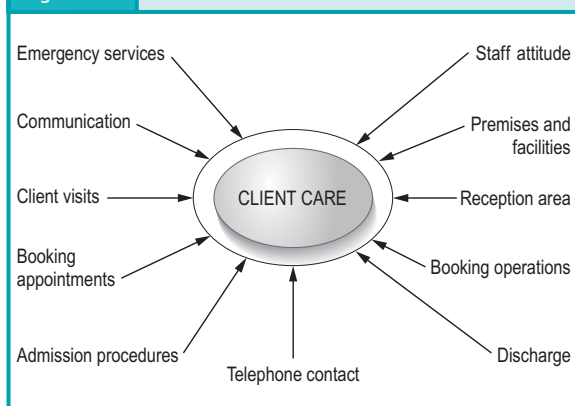 Emergency services
Staff attitude
Communication
Premises and
facilities
Client visits
CLIENT CARE
Reception area
Booking
appointments
Booking operations
Admission procedures
Telephone contact
Discharge